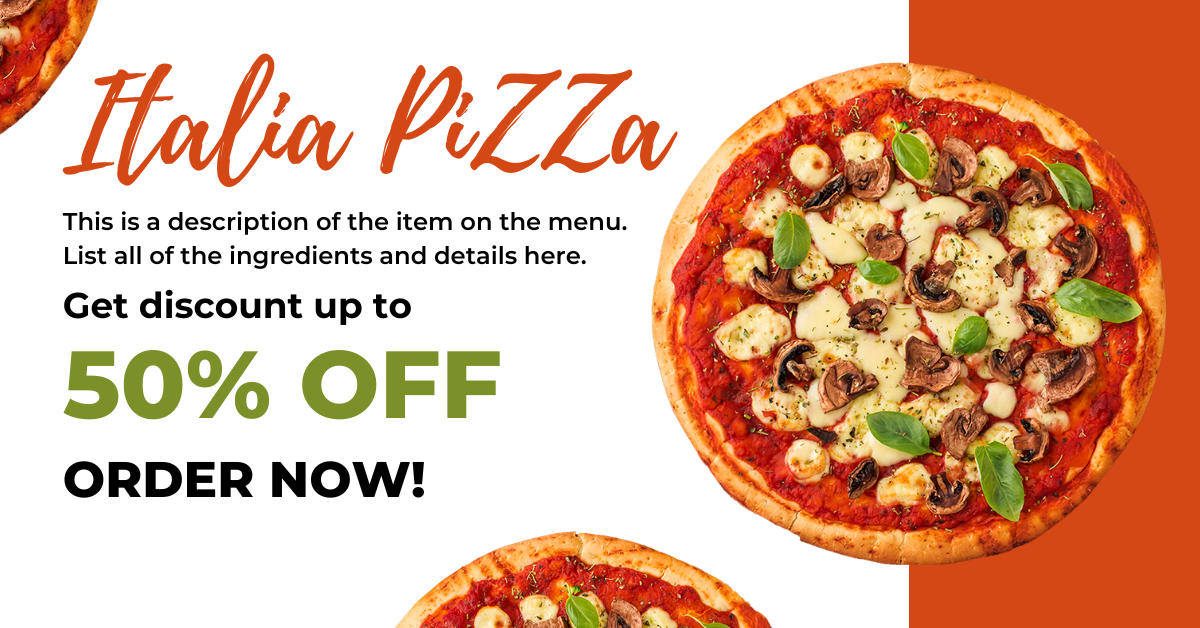 Italia PiZZa
This is a description of the item on the menu.
List all of the ingredients and details here.
Get discount up to
50% OFF
ORDER NOW!